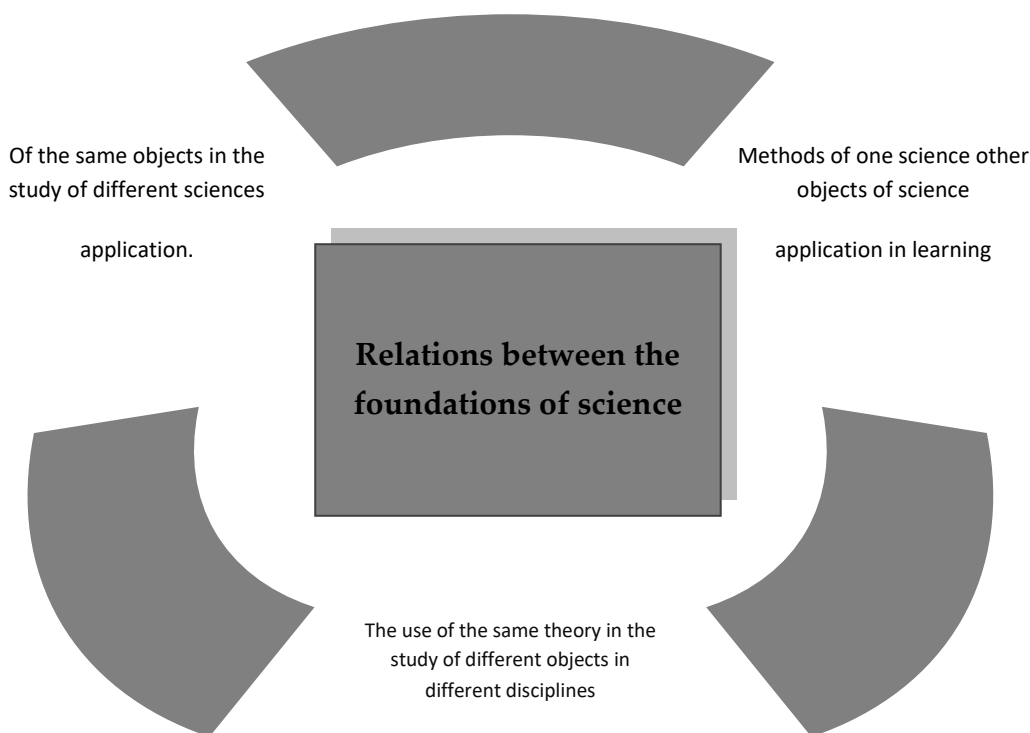 Of the same objects in the
study of different sciences
application.
Methods of one science other
objects of science
application in learning
Relations between the
foundations of science
The use of the same theory in the
study of different objects in
different disciplines